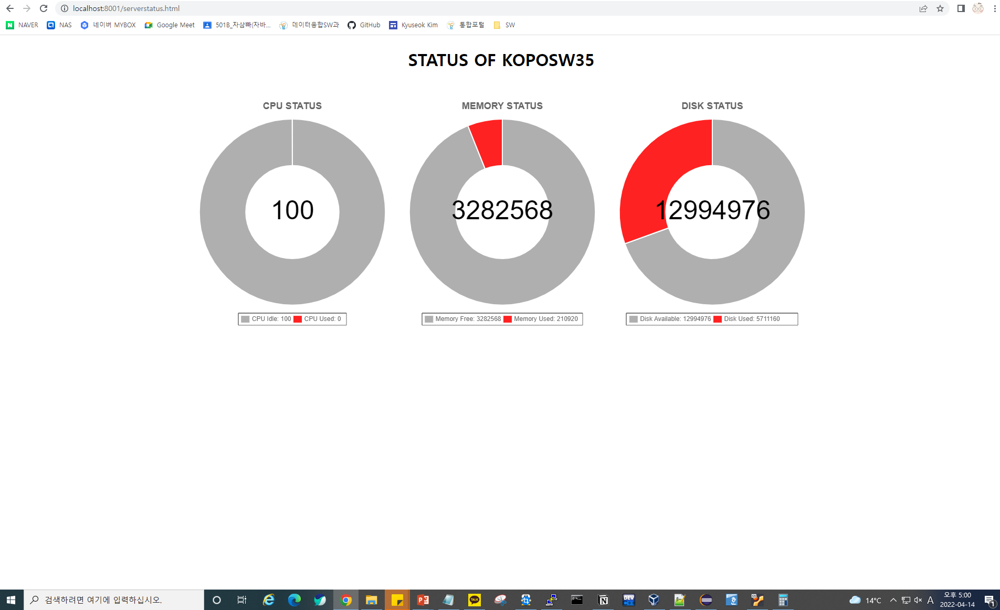 localhost:8001/serverstatus.html
NAVER NAS 네이버 MYBOX Google Meet 501B_자삼빠(자바... 데이터융합SW과 GitHub Kyuseok Kim 통합포털 SW
STATUS OF KOPOSW35
CPU STATUS MEMORY STATUS DISK STATUS
100 3282568 12994976
CPU Idle: 100 CPU Used: 0 Memory Free: 3282568 Memory Used: 210920 Disk Available: 12994976 Disk Used: 5711160
검색하려면 여기에 입력하십시오.
14°C A 오후 5:00
2022-04-14 1